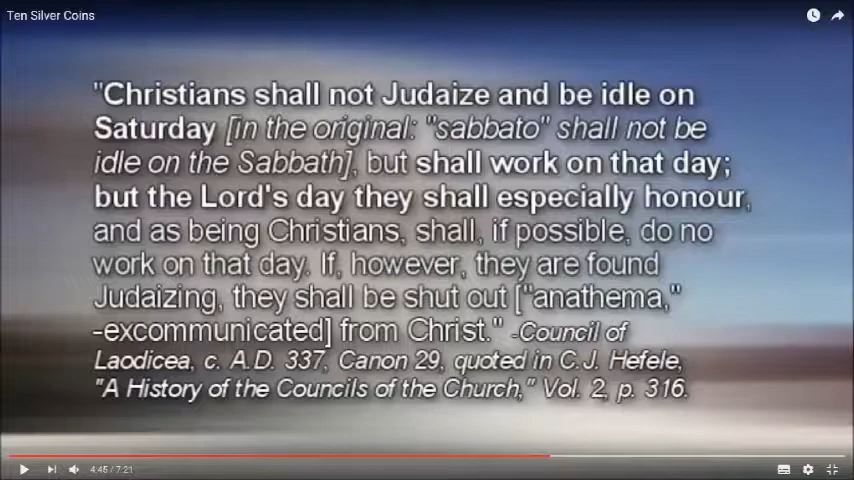 Ten Silver Coins
"Christians shall not Judaize and be idle on
Saturday [in the original: "sabbato" shall not be
idle on the Sabbath], but shall work on that day;
but the Lord's day they shall especially honour,
and as being Christians, shall, if possible, do no
work on that day. If, however, they are found
Judaizing, they shall be shut out ["anathema,"
-excommunicated] from Christ." -Council of
Laodicea, c. A.D. 337, Canon 29, quoted in C.J. Hefele,
"A History of the Councils of the Church," Vol. 2, p. 316.
4:45 / 7:21